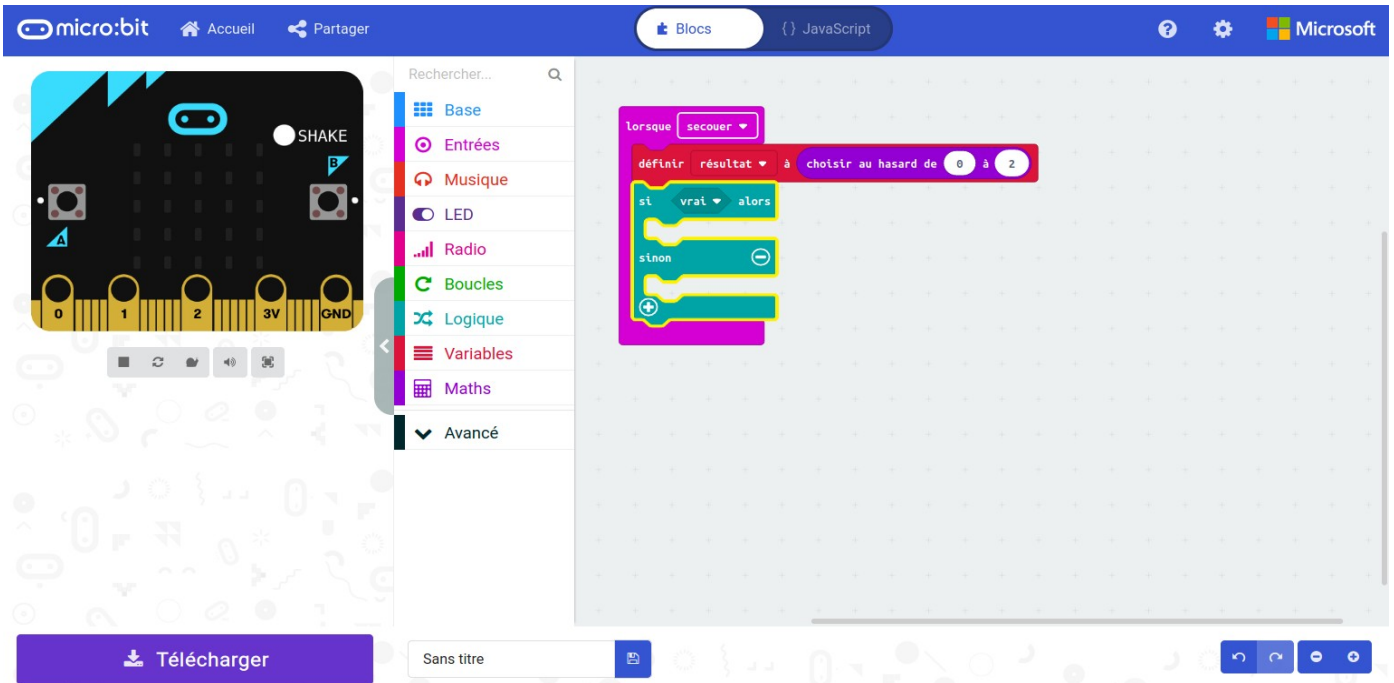 micro:bit Accueil Partager Blocs {} JavaScript ? Microsoft
SHAKE
B
A
0 1 2 3V GND
Rechercher...
Base
Entrées
Musique
LED
Radio
Boucles
Logique
Variables
Maths
Avancé
lorsque secouer
définir résultat à choisir au hasard de 0 à 2
si vrai alors
sinon
Télécharger
Sans titre